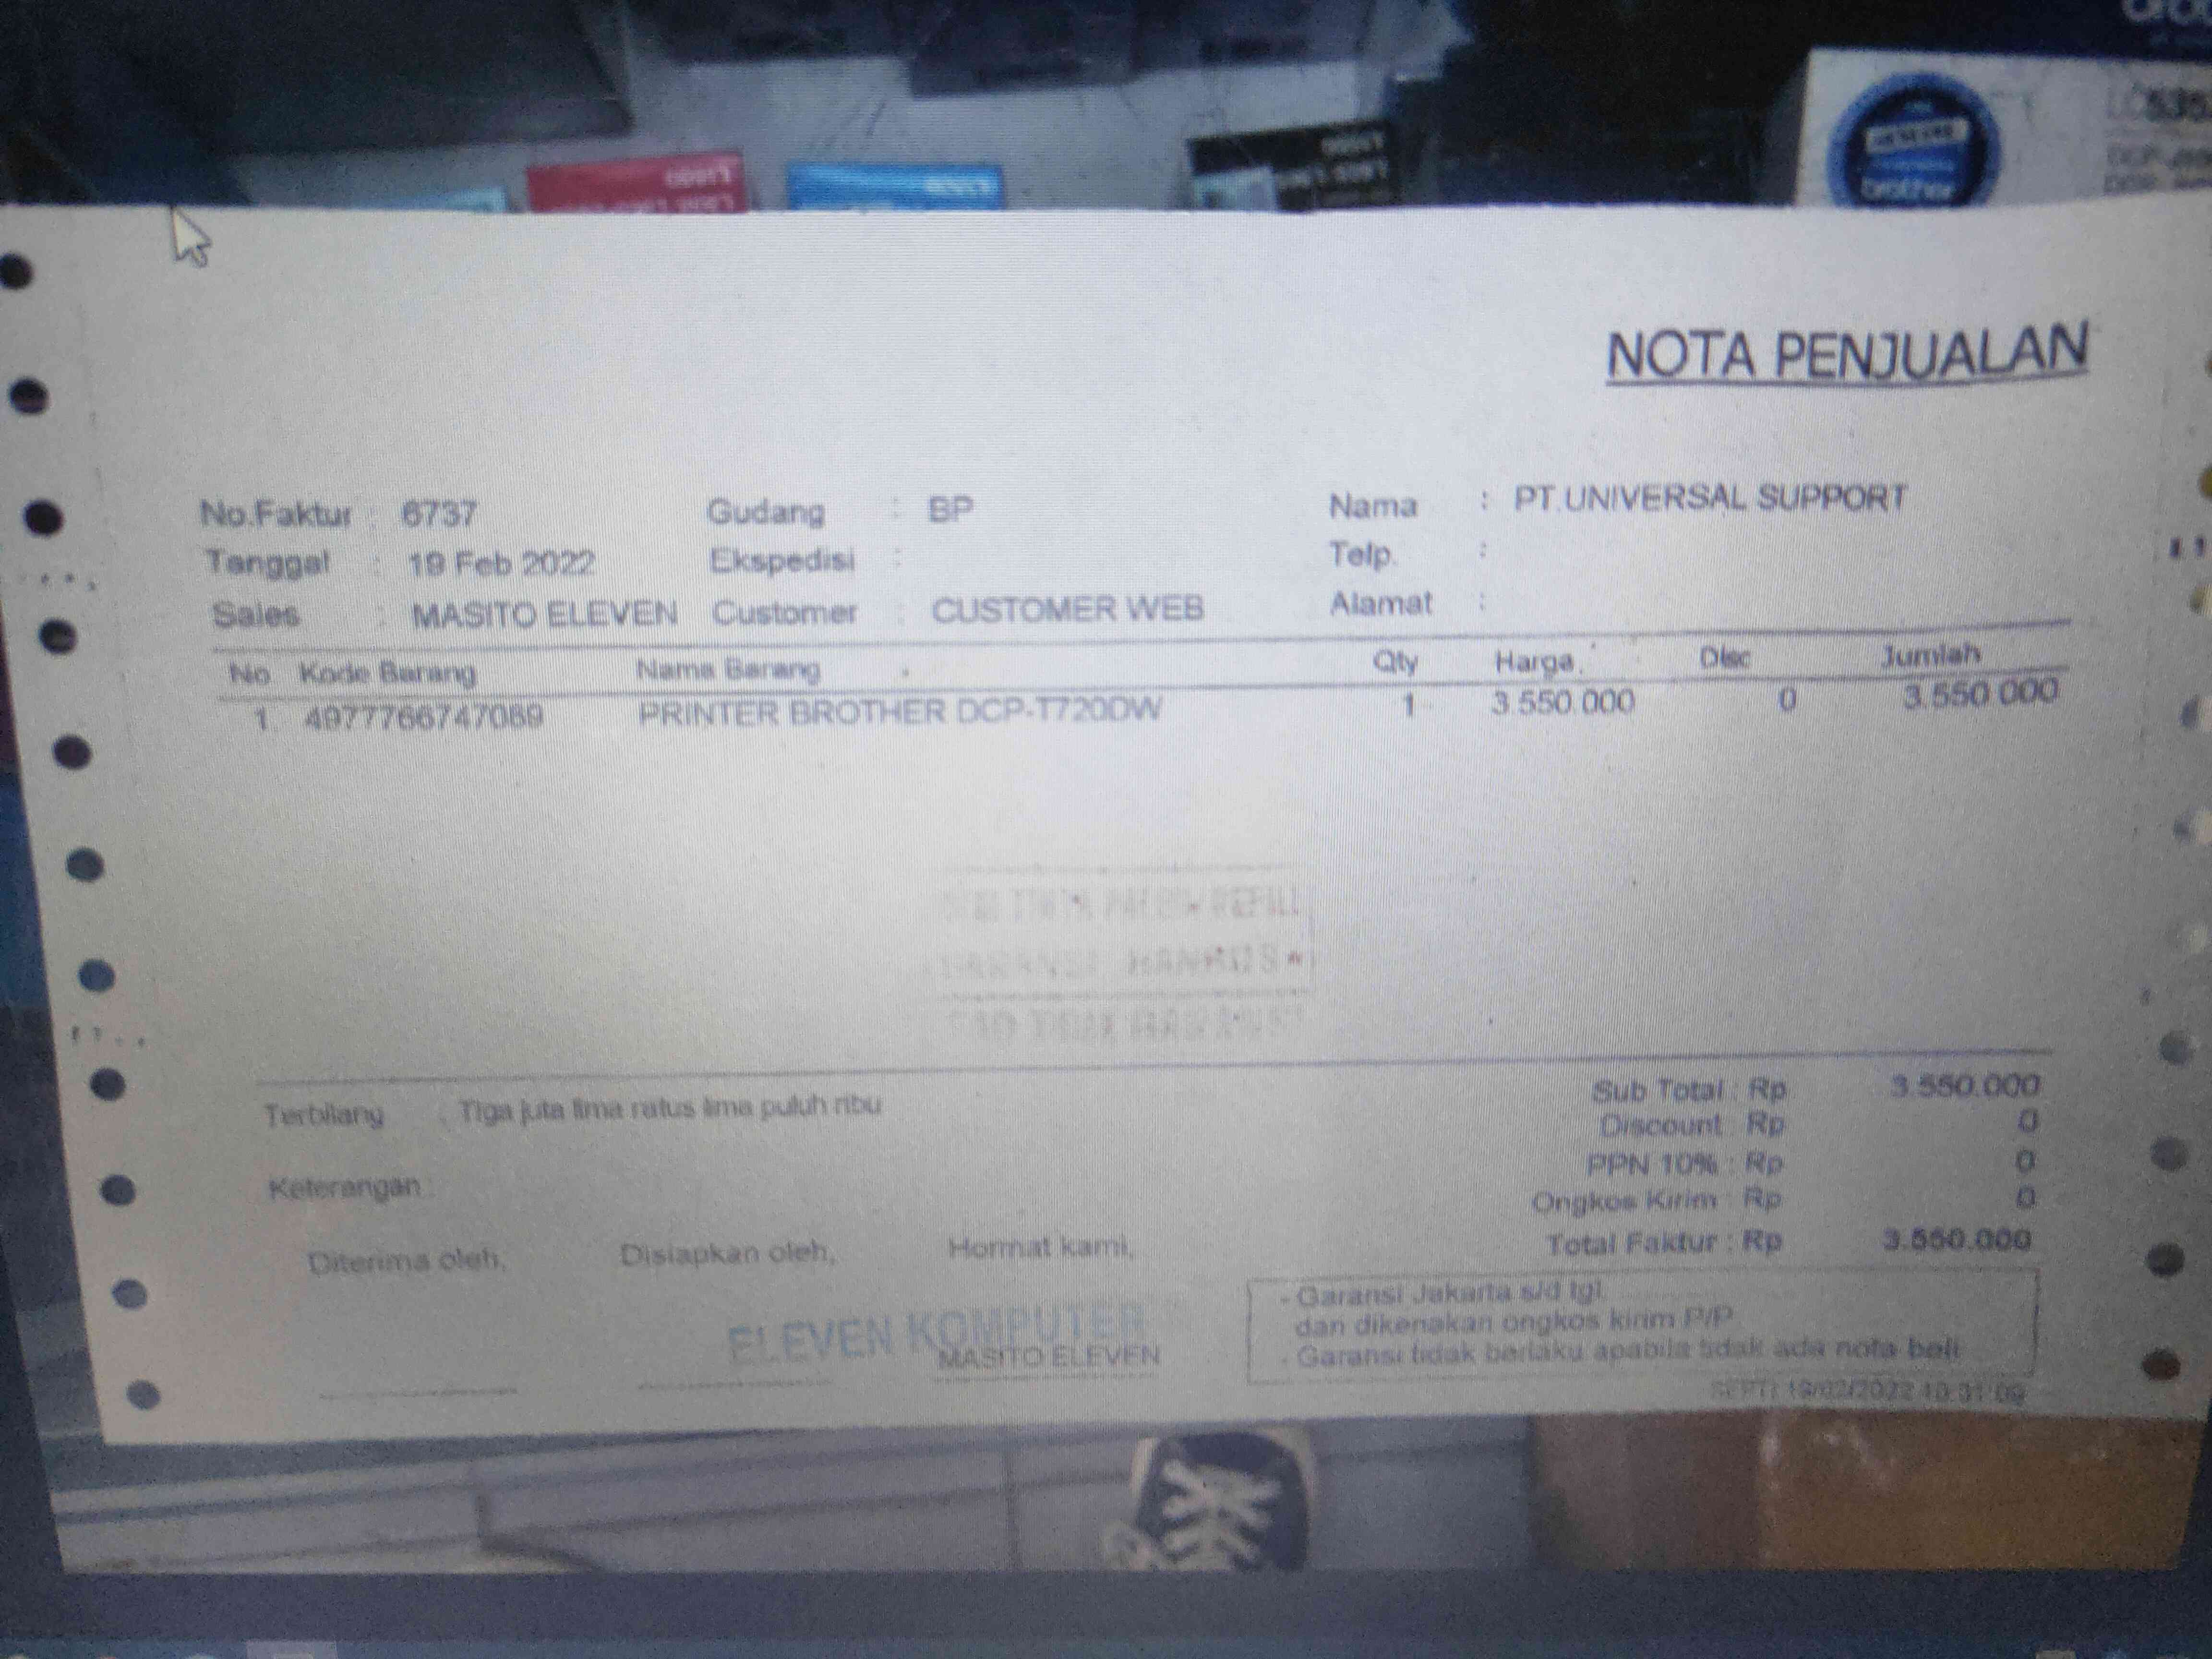 brother
NOTA PENJUALAN
No.Faktur : 6737 Gudang : BP Nama : PT.UNIVERSAL SUPPORT
Tanggal : 19 Feb 2022 Ekspedisi : Telp. :
Sales : MASITO ELEVEN Customer : CUSTOMER WEB Alamat :
No Kode Barang Nama Barang Qty Harga Disc Jumlah
1. 4977766747089 PRINTER BROTHER DCP-T720DW 1 3.550.000 0 3.550.000
REFILL
Terbilang : Tiga juta lima ratus lima puluh ribu Sub Total : Rp 3.550.000
Discount Rp 0
PPN 10% : Rp 0
Keterangan :
Ongkos Kirim : Rp 0
Diterima oleh, Disiapkan oleh, Hormat kami, Total Faktur : Rp 3.550.000
ELEVEN KOMPUTER
MASITO ELEVEN
- Garansi Jakarta s/d tgl
dan dikenakan ongkos kirim P/P
- Garansi tidak berlaku apabila tidak ada nota beli
19/02/2022